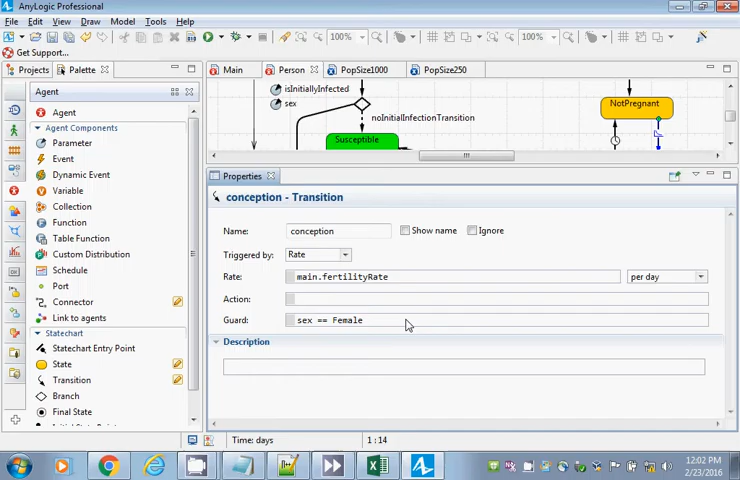 AnyLogic Professional
File Edit View Draw Model Tools Help
100% 100%
Get Support...
Projects Palette
Main Person PopSize1000 PopSize250
Agent
Agent
Agent Components
Parameter
Event
Dynamic Event
Variable
Collection
Function
Table Function
Custom Distribution
Schedule
Port
Connector
Link to agents
Statechart
Statechart Entry Point
State
Transition
Branch
Final State
isInitiallyInfected
sex
noInitialInfectionTransition
Susceptible
NotPregnant
Properties
conception - Transition
Name: conception Show name Ignore
Triggered by: Rate
Rate: main.fertilityRate per day
Action:
Guard: sex == Female
Description
Time: days 1 : 14
12:02 PM
2/23/2016